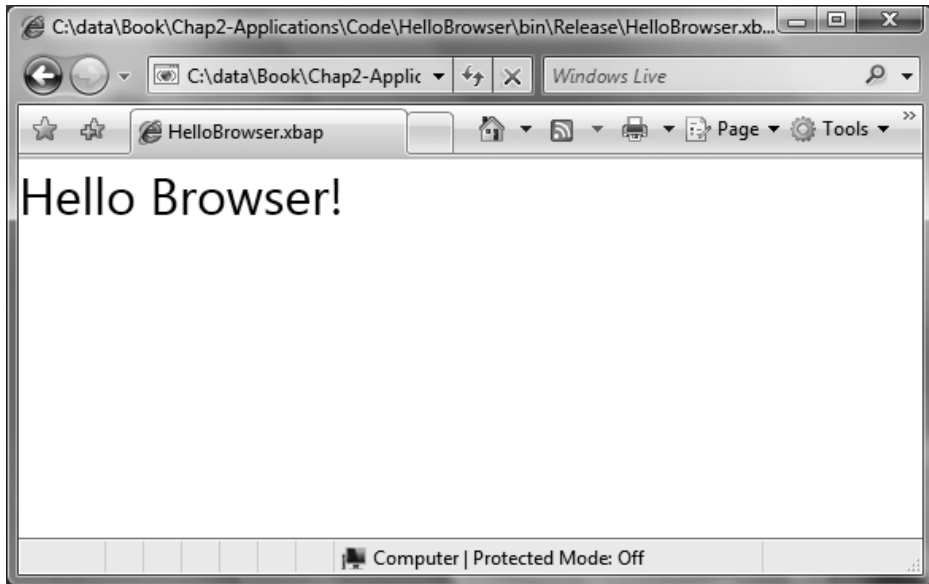 C:\data\Book\Chap2-Applications\Code\HelloBrowser\bin\Release\HelloBrowser.xb...
C:\data\Book\Chap2-Applic
Windows Live
HelloBrowser.xbap
Page
Tools
Hello Browser!
Computer | Protected Mode: Off